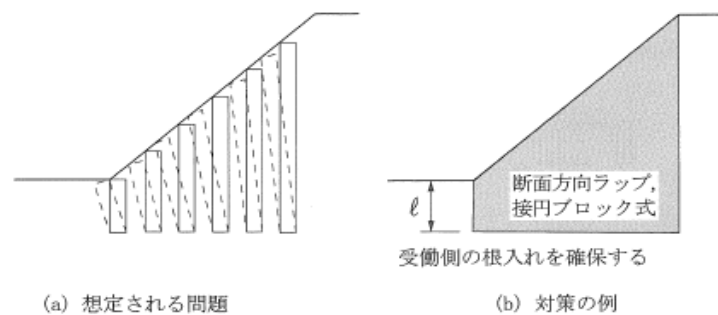 断面方向ラップ,
接円ブロック式
ℓ
受働側の根入れを確保する
(a) 想定される問題
(b) 対策の例